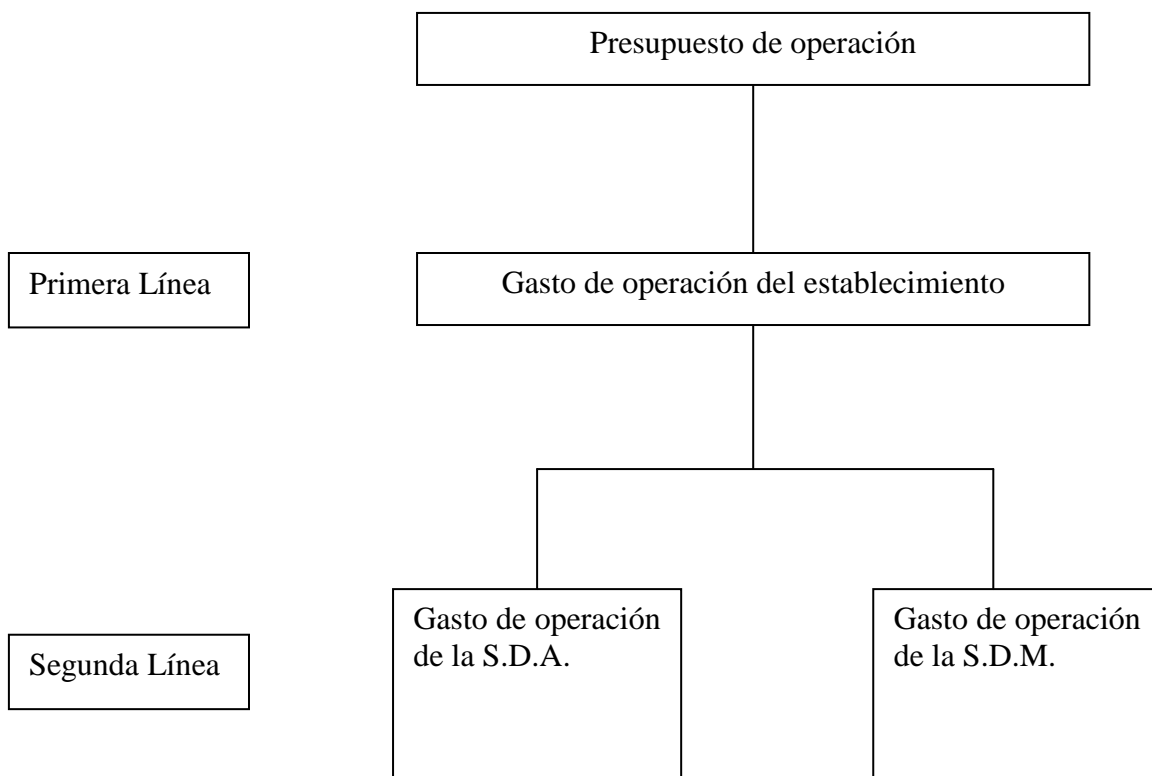 Presupuesto de operación
Primera Línea
Gasto de operación del establecimiento
Segunda Línea
Gasto de operación
de la S.D.A.
Gasto de operación
de la S.D.M.